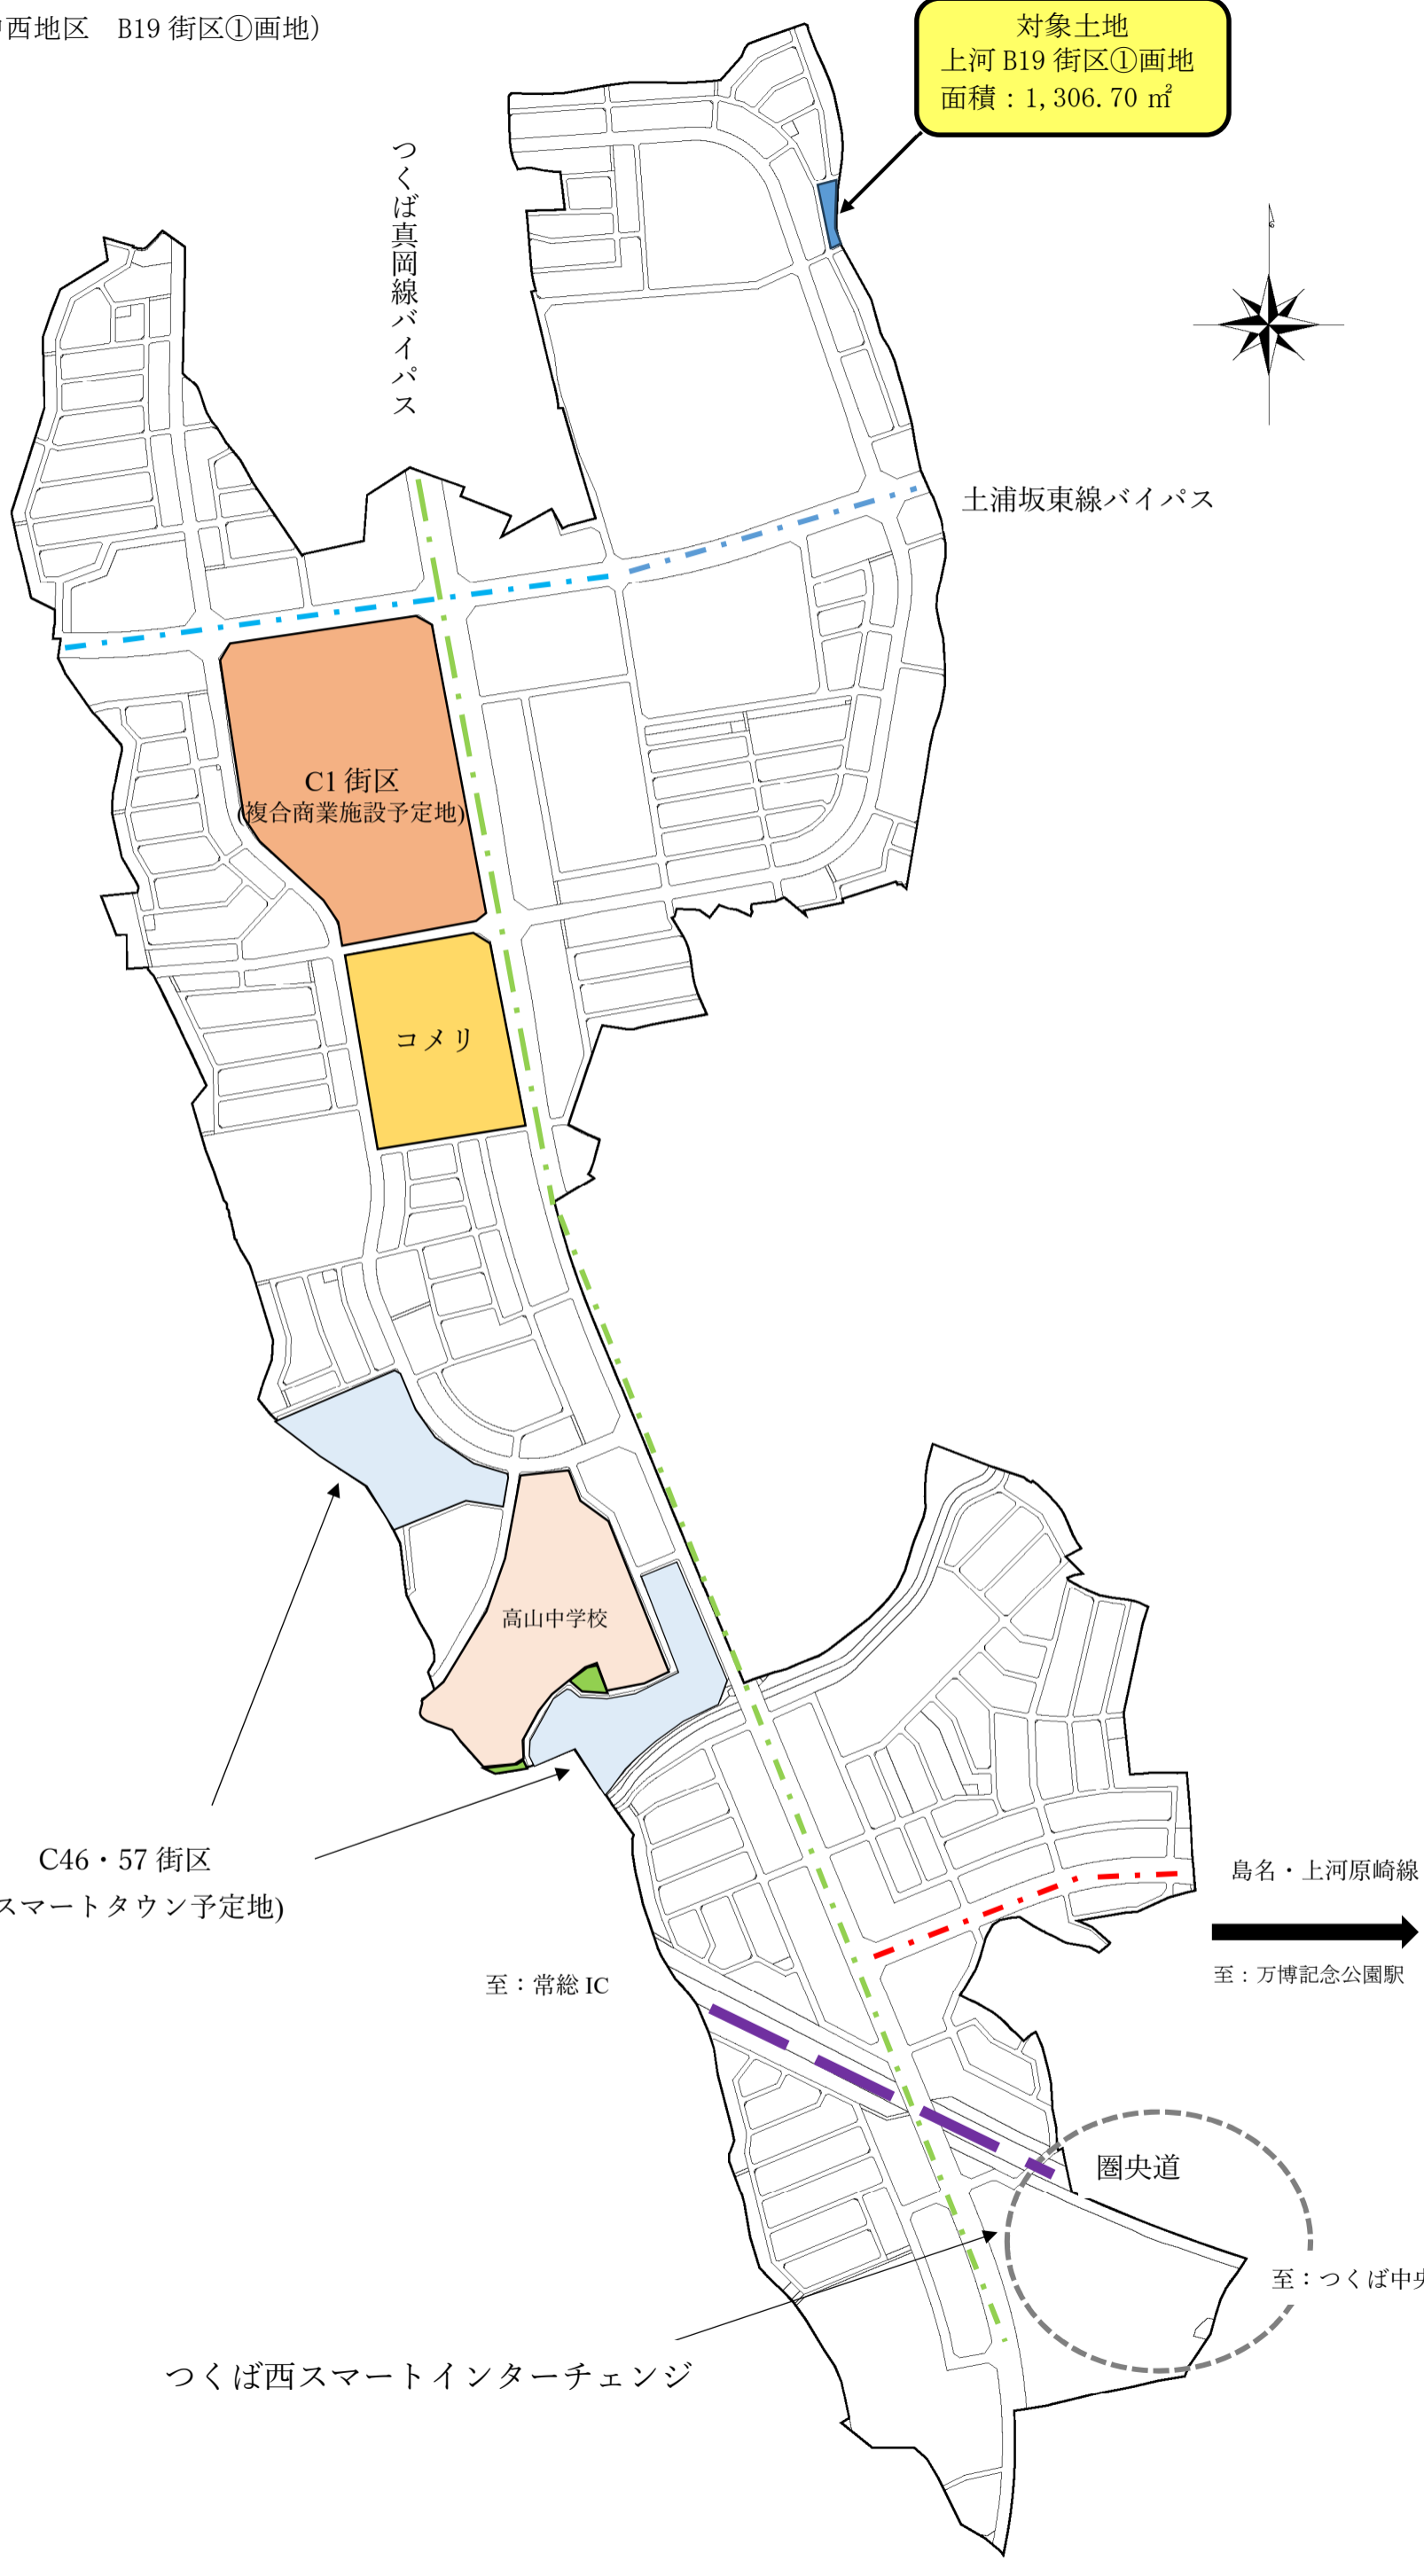 西地区　B19 街区①画地)
対象土地
上河 B19 街区①画地
面積：1,306.70 ㎡
つくば真岡線バイパス
土浦坂東線バイパス
C1 街区
(複合商業施設予定地)
コメリ
高山中学校
C46・57 街区
スマートタウン予定地)
島名・上河原崎線
至：万博記念公園駅
至：常総 IC
圏央道
至：つくば中央
つくば西スマートインターチェンジ